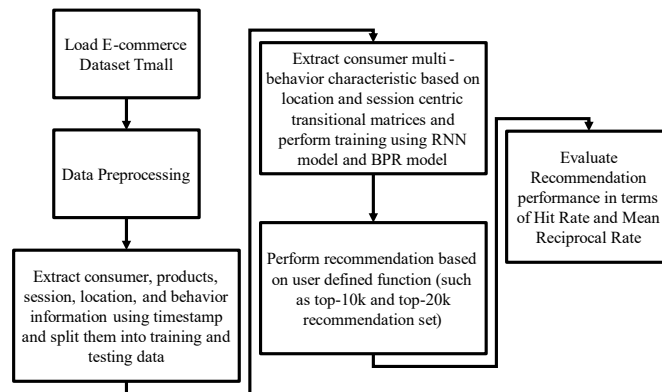 Load E-commerce
Dataset Tmall
Data Preprocessing
Extract consumer, products,
session, location, and behavior
information using timestamp
and split them into training and
testing data
Extract consumer multi-
behavior characteristic based on
location and session centric
transitional matrices and
perform training using RNN
model and BPR model
Perform recommendation based
on user defined function (such
as top-10k and top-20k
recommendation set)
Evaluate
Recommendation
performance in terms
of Hit Rate and Mean
Reciprocal Rate